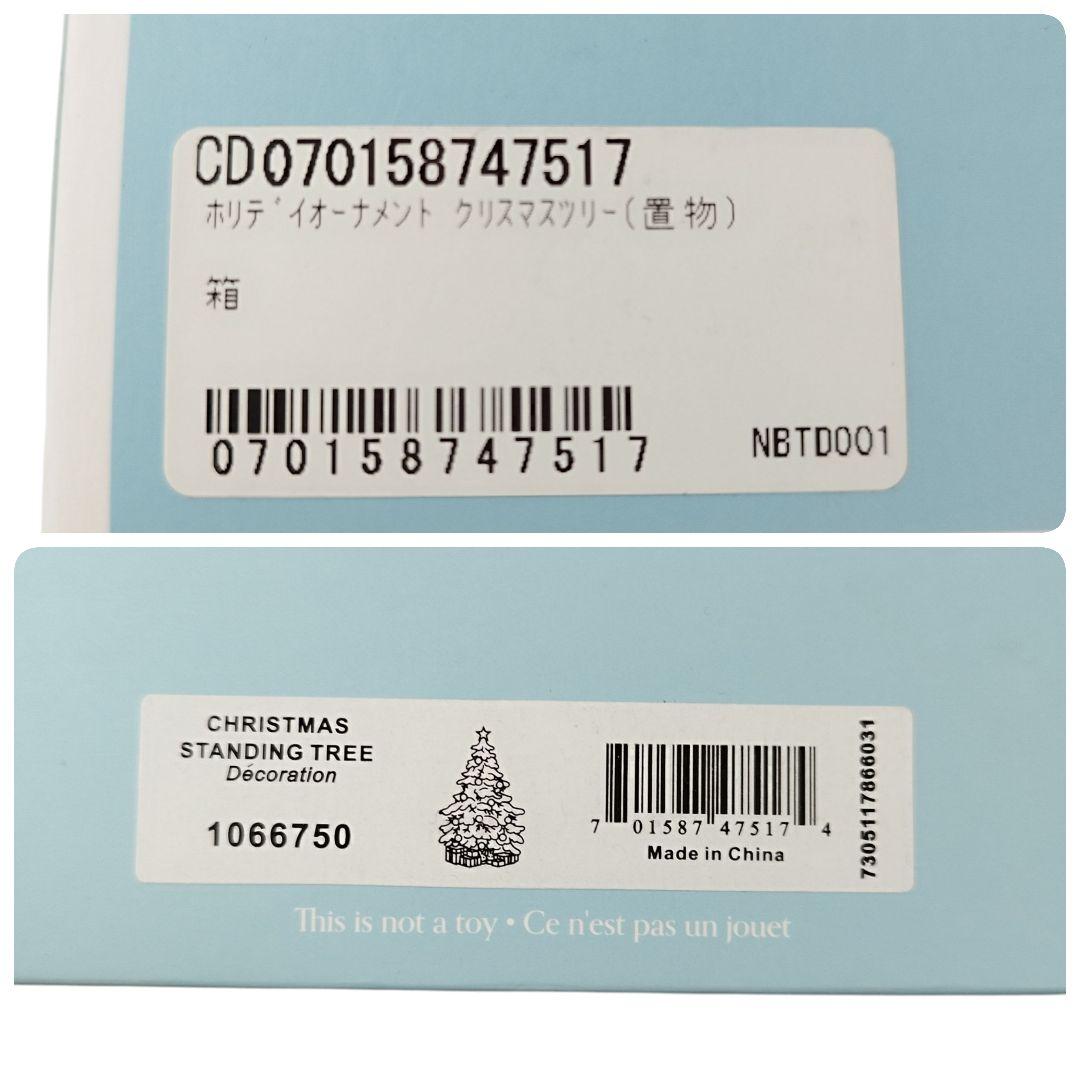 CD070158747517
ホリデイオーナメント クリスマスツリー(置物)
箱
070158747517
NBTD001
CHRISTMAS
STANDING TREE
Décoration
1066750
7 01587 47517 4
Made in China
7305117866031
This is not a toy • Ce n'est pas un jouet